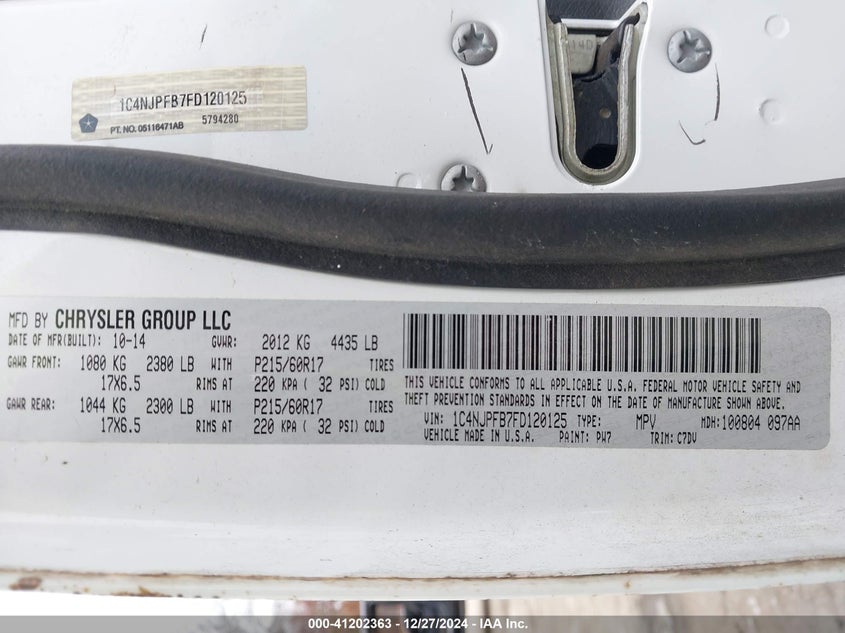 14D
1C4NJPFB7FD120125
5794280
PT. NO. 05116471AB
MFD BY CHRYSLER GROUP LLC
DATE OF MFR(BUILT): 10-14 GVWR: 2012 KG 4435 LB
GAWR FRONT: 1080 KG 2380 LB WITH P215/60R17 TIRES
17X6.5 RIMS AT 220 KPA ( 32 PSI) COLD
GAWR REAR: 1044 KG 2300 LB WITH P215/60R17 TIRES
17X6.5 RIMS AT 220 KPA ( 32 PSI) COLD
THIS VEHICLE CONFORMS TO ALL APPLICABLE U.S.A. FEDERAL MOTOR VEHICLE SAFETY AND
THEFT PREVENTION STANDARDS IN EFFECT ON THE DATE OF MANUFACTURE SHOWN ABOVE.
VIN: 1C4NJPFB7FD120125 TYPE: MPV MDH: 100804 097AA
VEHICLE MADE IN U.S.A. PAINT: PW7 TRIM: C7DV
000-41202363 - 12/27/2024 - IAA Inc.